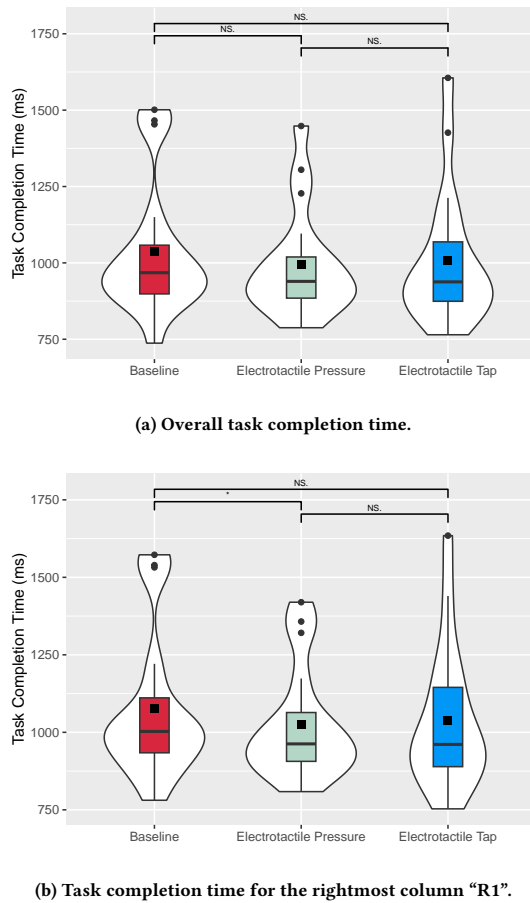 NS.
NS.
NS.
1750
1500
1250
1000
750
Task Completion Time (ms)
Baseline
Electrotactile Pressure
Electrotactile Tap
(a) Overall task completion time.
NS.
*
NS.
1750
1500
1250
1000
750
Task Completion Time (ms)
Baseline
Electrotactile Pressure
Electrotactile Tap
(b) Task completion time for the rightmost column “R1”.